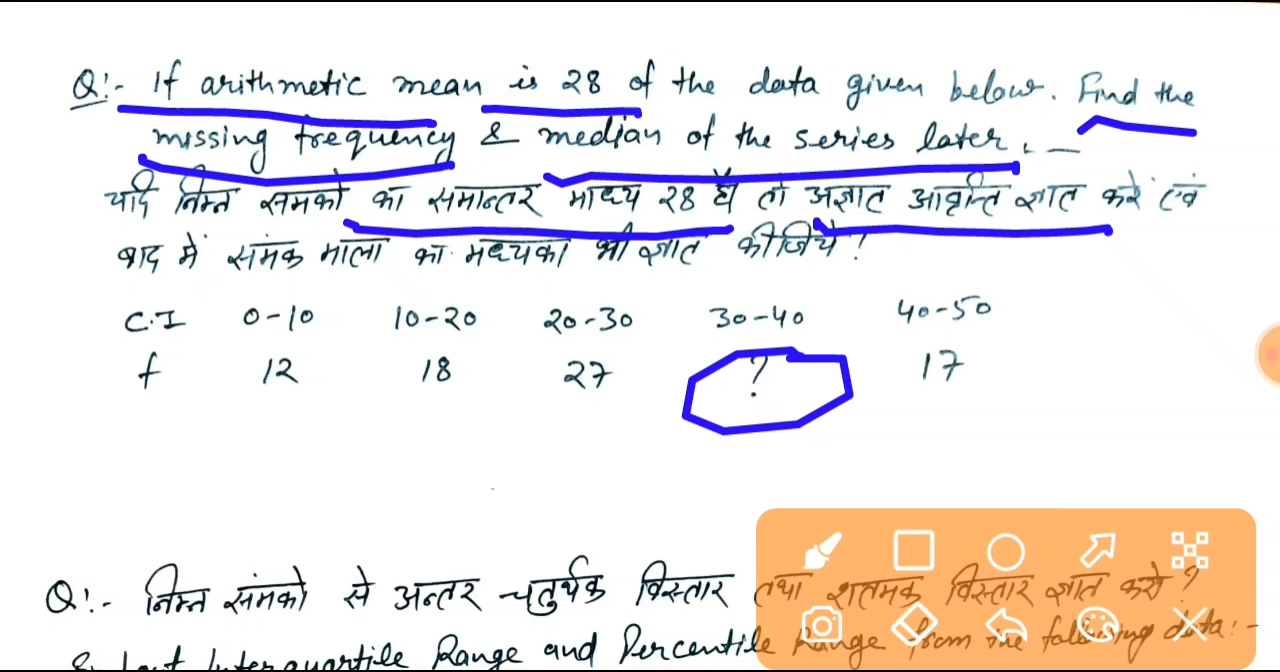 Q:- If arithmetic mean is 28 of the data given below. Find the
missing frequency & median of the series later.
यदि निम्न समंको का समान्तर माध्य 28 है तो अज्ञात आवृत्ति ज्ञात करें एवं
बाद में समंक माला का मध्यका भी ज्ञात कीजिये!
C.I 0-10 10-20 20-30 30-40 40-50
f 12 18 27 ? 17
Q:- निम्न समंको से अन्तर चतुर्थक विस्तार तथा शतमक विस्तार ज्ञात करो?
Interquartile Range and Percentile Range from the following data:-